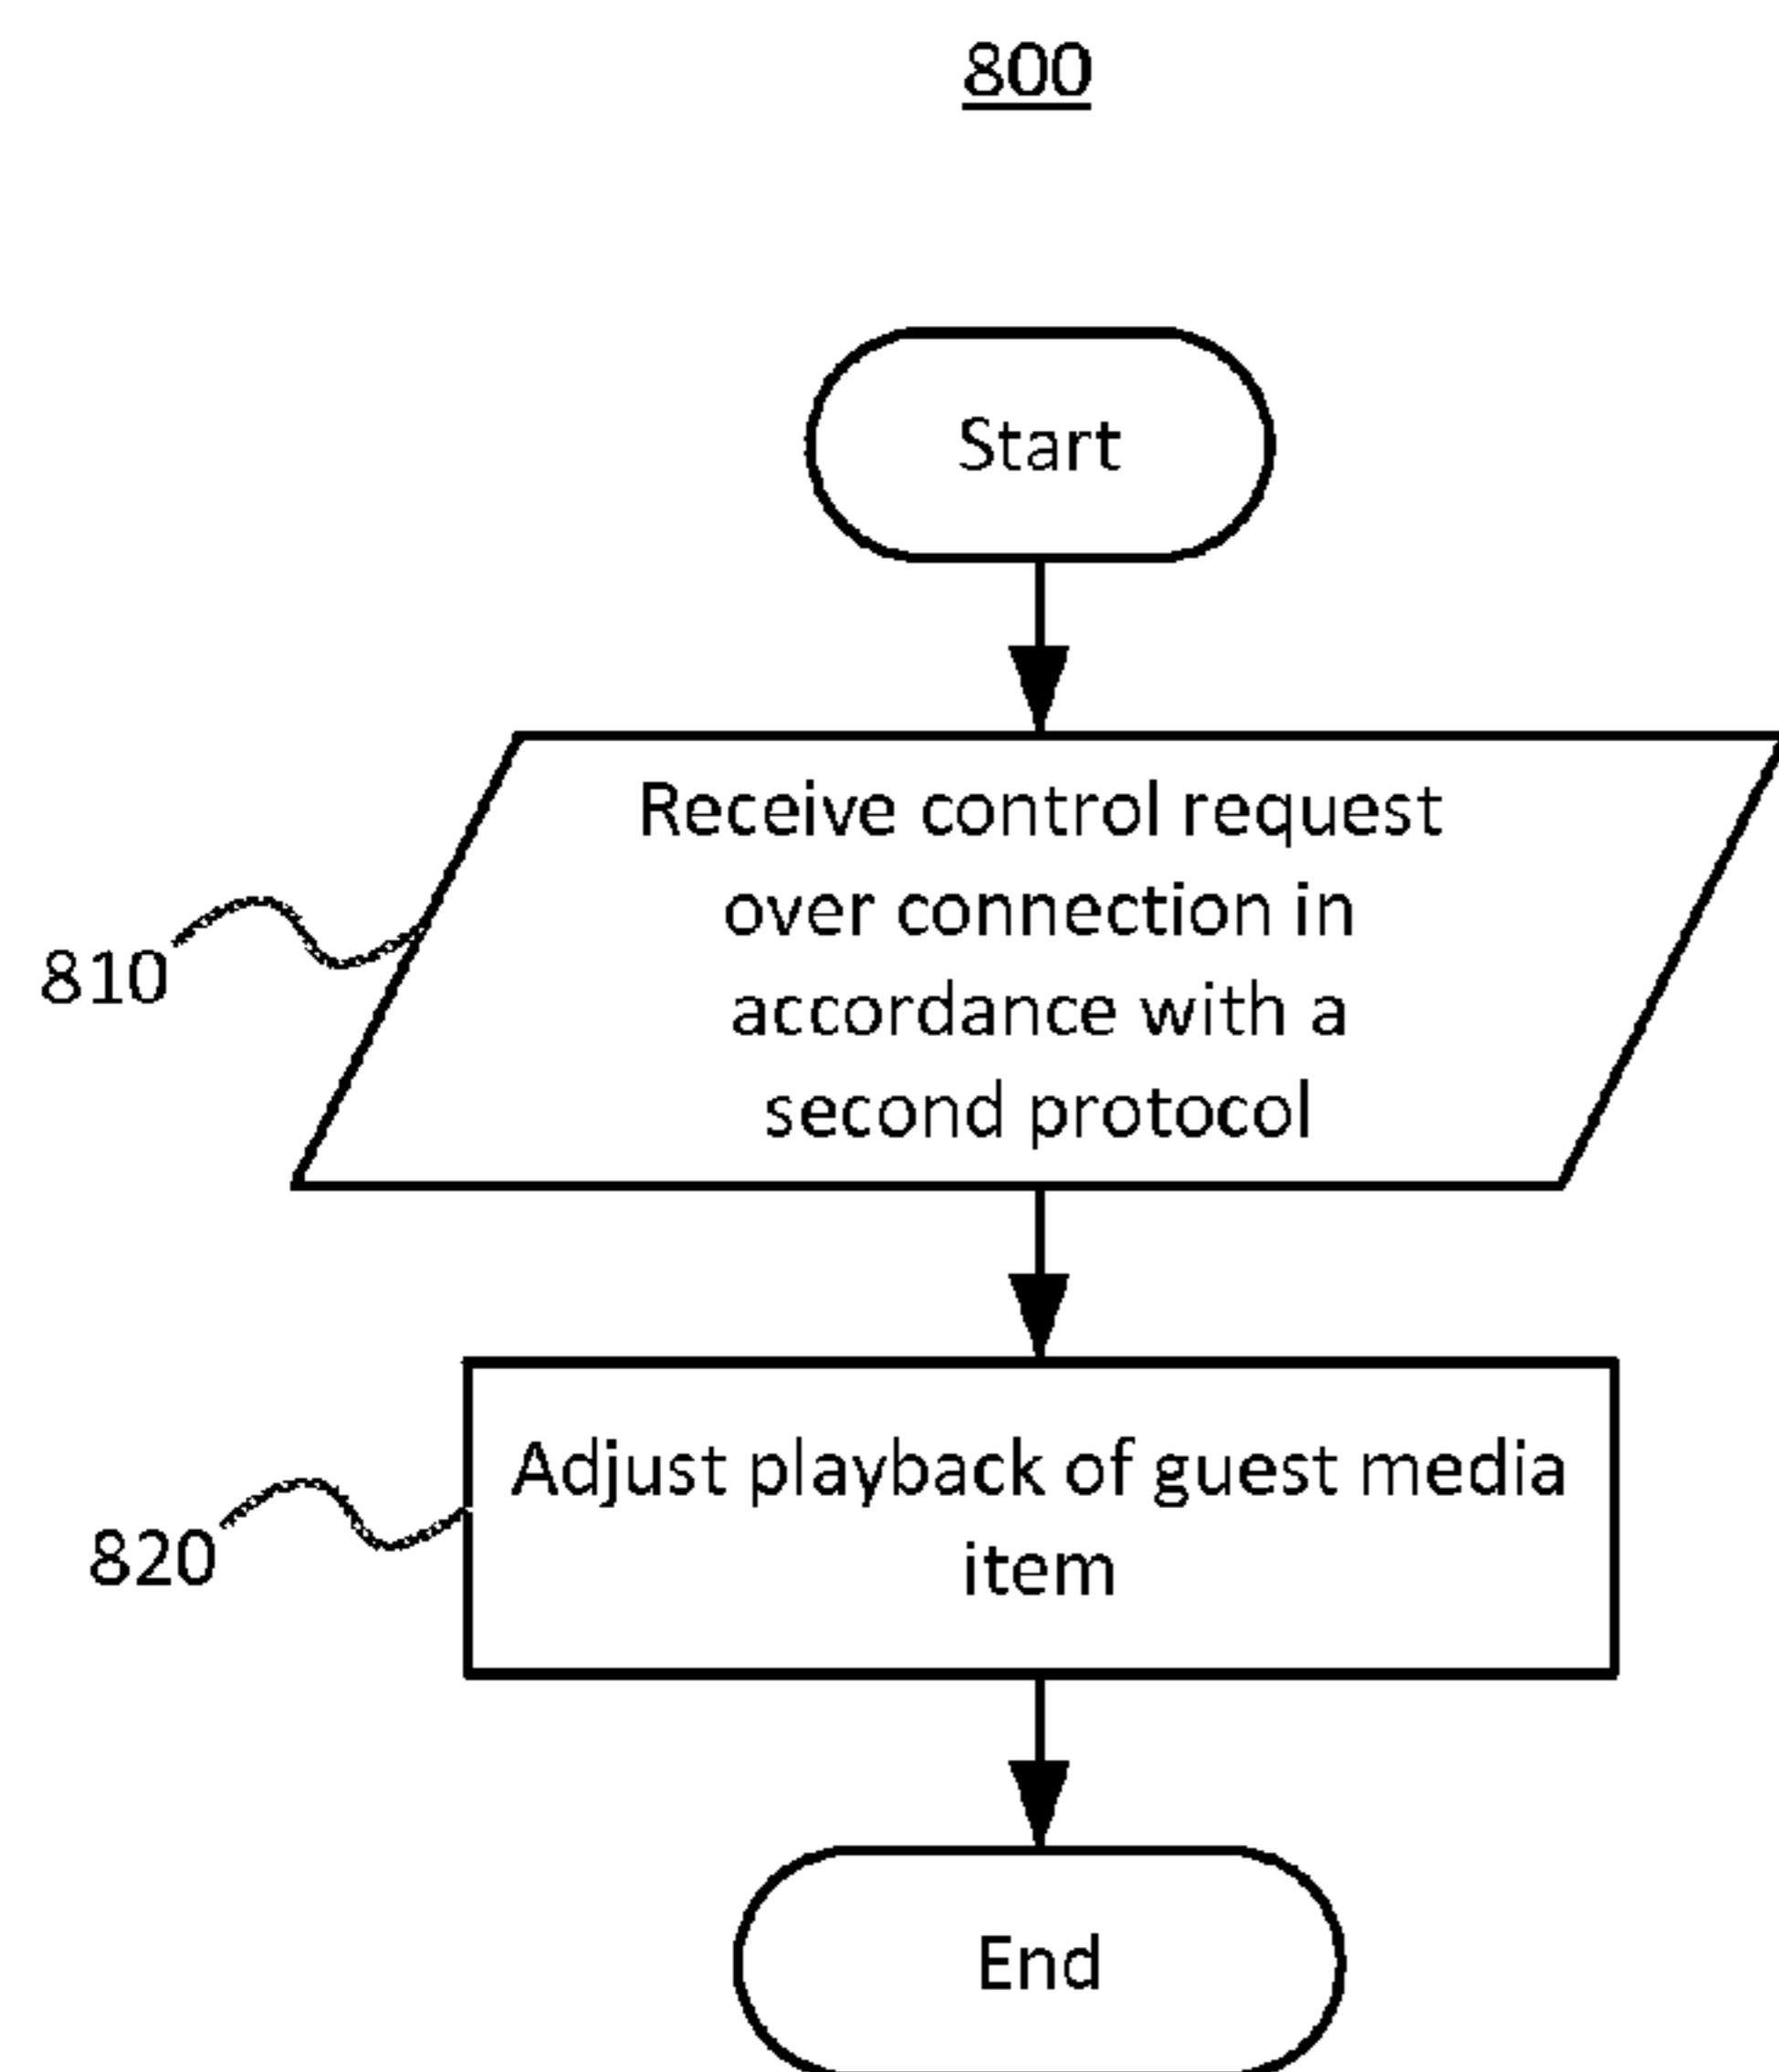 800
Start
Receive control request
over connection in
accordance with a
second protocol
810
Adjust playback of guest media
item
820
End